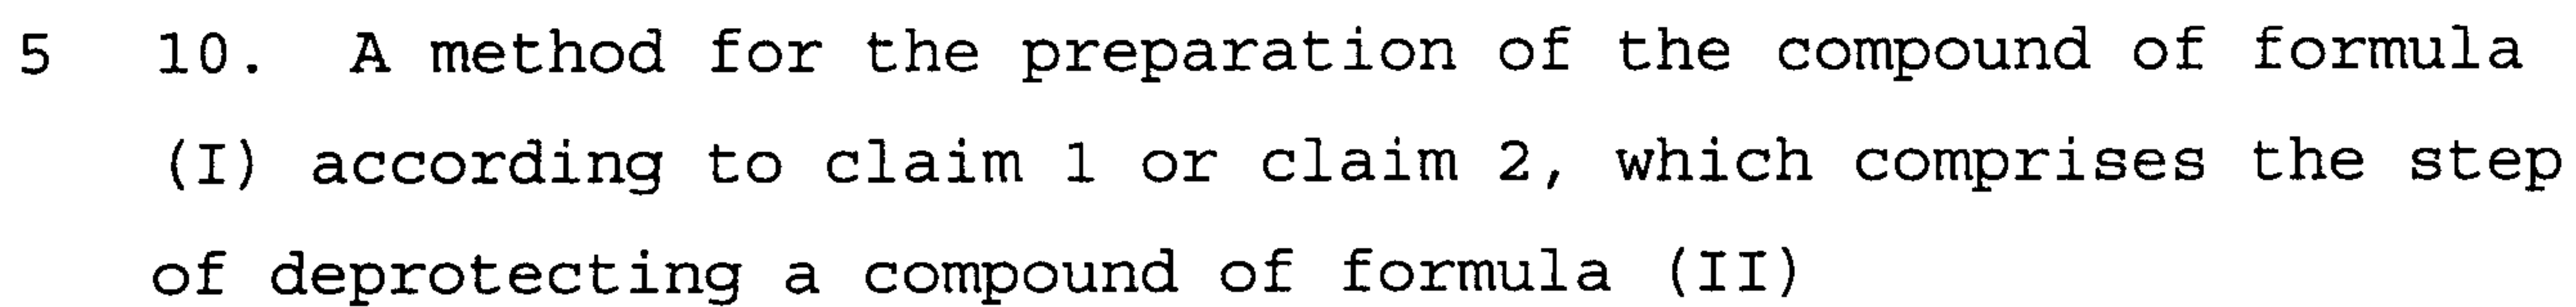 5 10. A method for the preparation of the compound of formula
(I) according to claim 1 or claim 2, which comprises the step
of deprotecting a compound of formula (II)